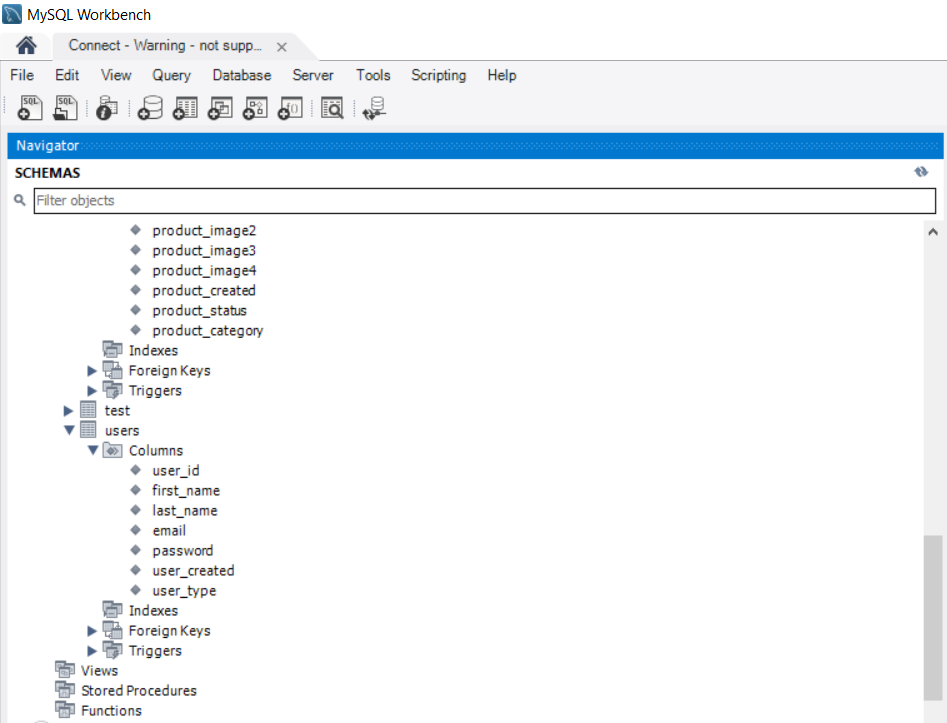 MySQL Workbench
Connect - Warning - not supp...
File Edit View Query Database Server Tools Scripting Help
SQL SQL
Navigator
SCHEMAS
Filter objects
product_image2
product_image3
product_image4
product_created
product_status
product_category
Indexes
Foreign Keys
Triggers
test
users
Columns
user_id
first_name
last_name
email
password
user_created
user_type
Indexes
Foreign Keys
Triggers
Views
Stored Procedures
Functions